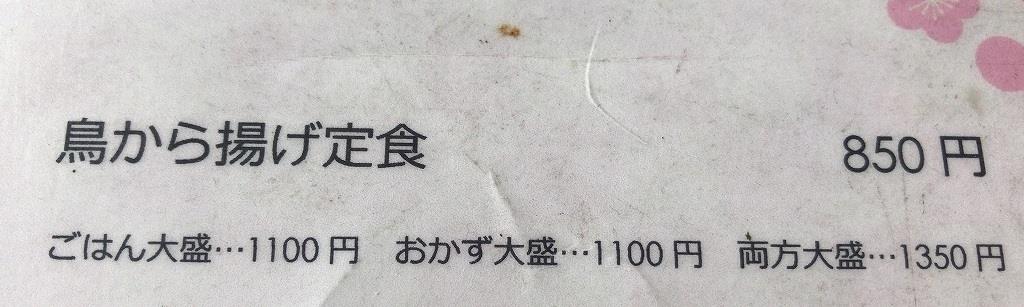 鳥から揚げ定食 850円
ごはん大盛…1100円 おかず大盛…1100円 両方大盛…1350円